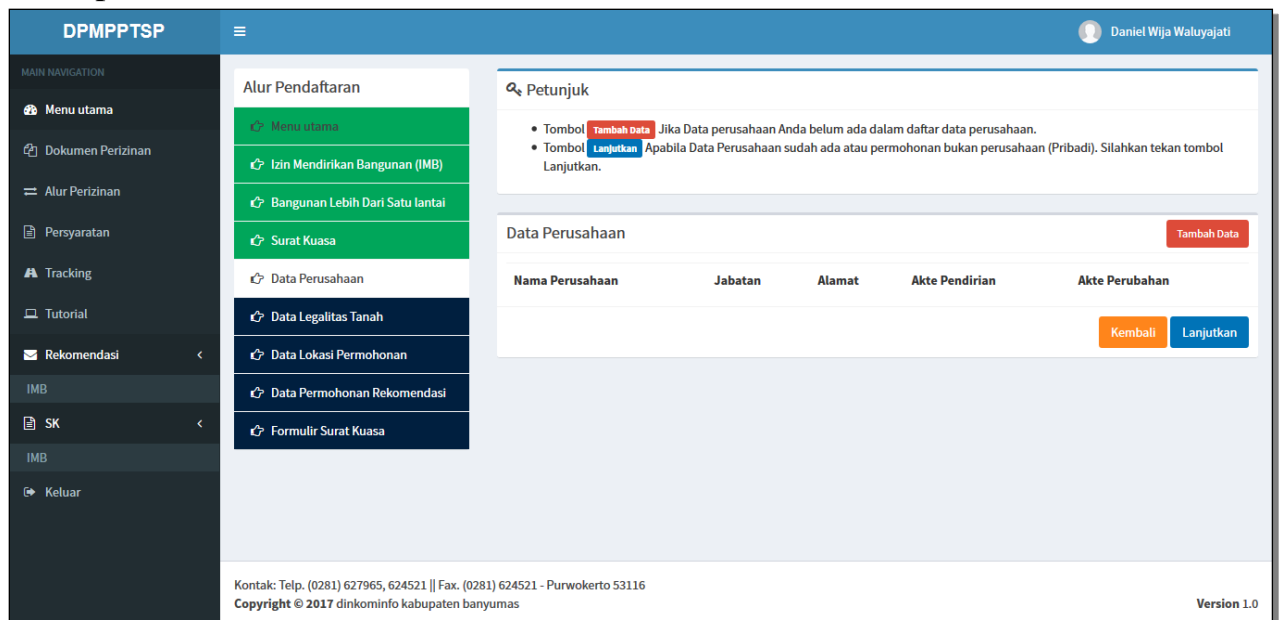 DPMPPTSP
Daniel Wija Waluyajati
MAIN NAVIGATION
Menu utama
Dokumen Perizinan
Alur Perizinan
Persyaratan
Tracking
Tutorial
Rekomendasi
IMB
SK
IMB
Keluar
Alur Pendaftaran
Menu utama
Izin Mendirikan Bangunan (IMB)
Bangunan Lebih Dari Satu lantai
Surat Kuasa
Data Perusahaan
Data Legalitas Tanah
Data Lokasi Permohonan
Data Permohonan Rekomendasi
Formulir Surat Kuasa
Petunjuk
• Tombol Tambah Data Jika Data perusahaan Anda belum ada dalam daftar data perusahaan.
• Tombol Lanjutkan Apabila Data Perusahaan sudah ada atau permohonan bukan perusahaan (Pribadi). Silahkan tekan tombol
Lanjutkan.
Data Perusahaan Tambah Data
Nama Perusahaan Jabatan Alamat Akte Pendirian Akte Perubahan
Kembali Lanjutkan
Kontak: Telp. (0281) 627965, 624521 || Fax. (0281) 624521 - Purwokerto 53116
Copyright © 2017 dinkominfo kabupaten banyumas Version 1.0